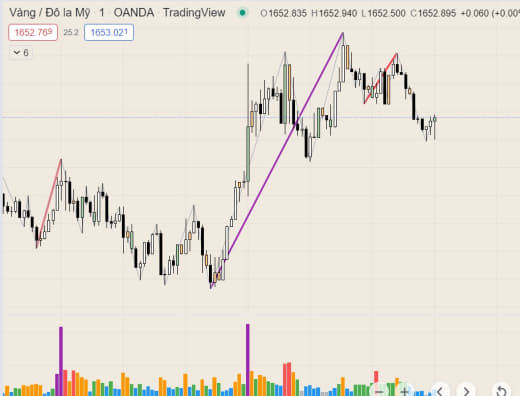 Vàng / Đô la Mỹ · 1 · OANDA · TradingView O1652.835 H1652.940 L1652.500 C1652.895 +0.060 (+0.00
1652.769 25.2 1653.021
6